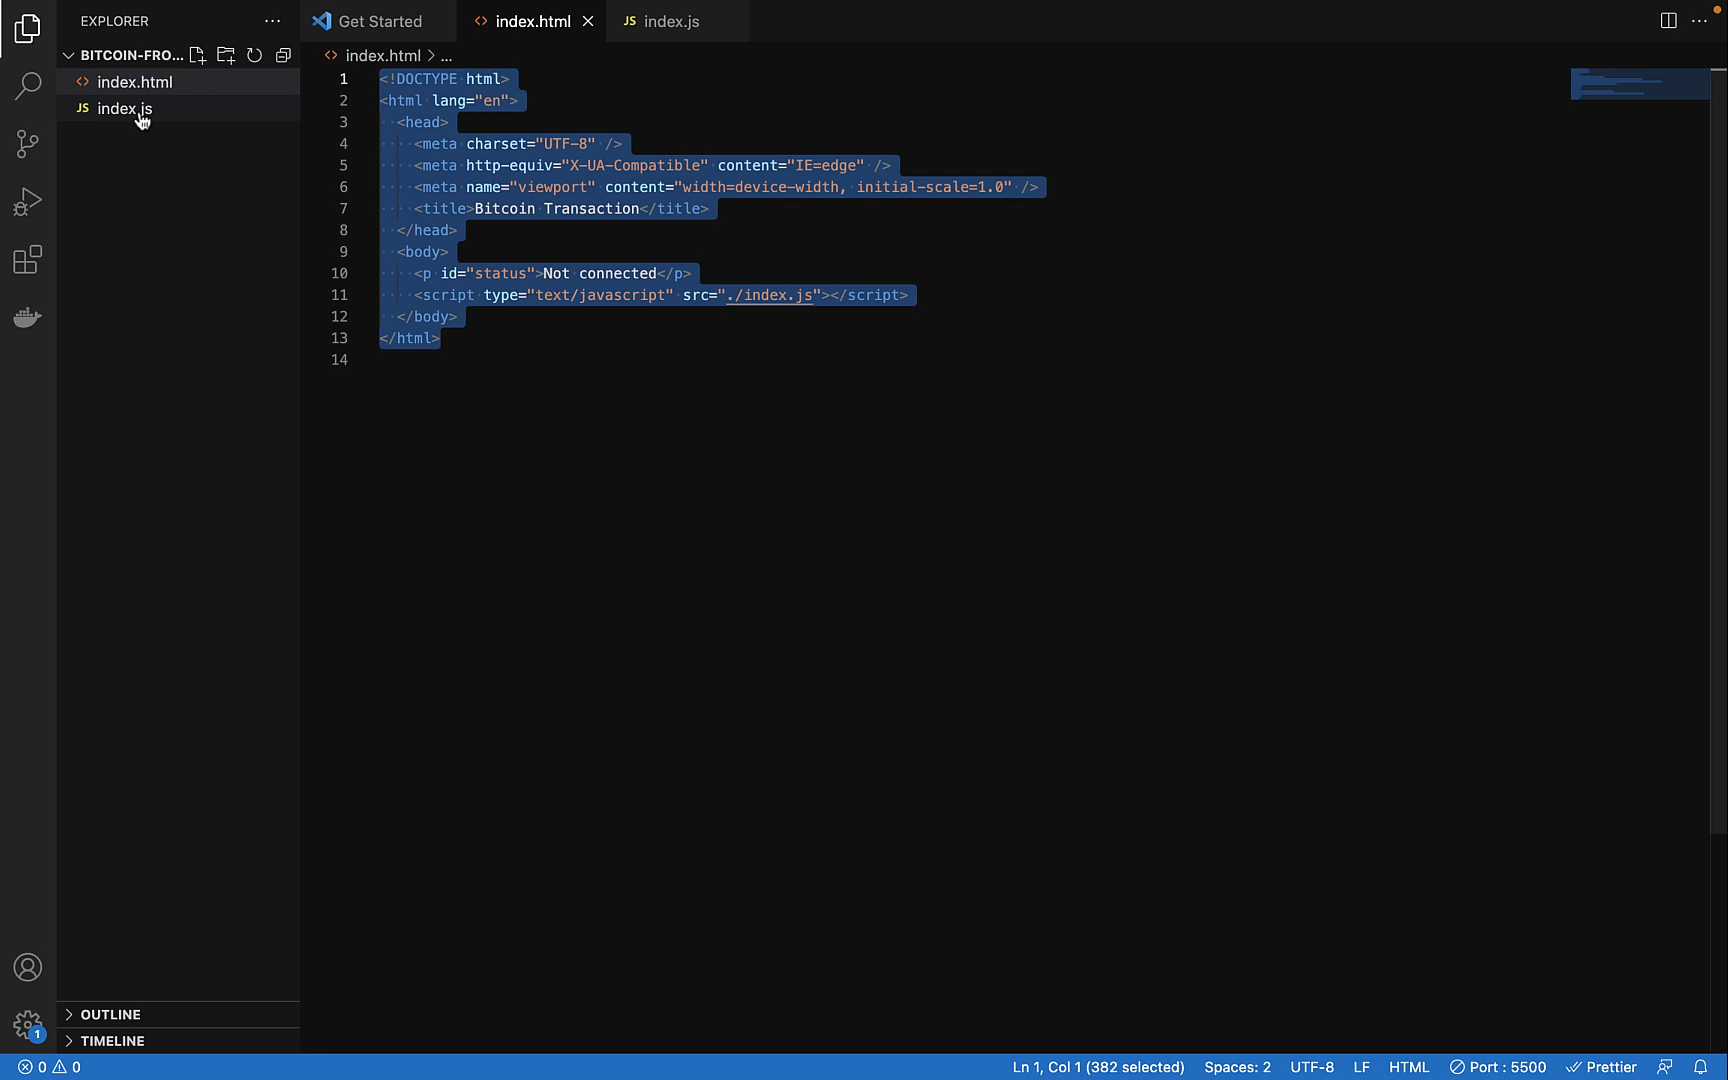 EXPLORER
BITCOIN-FRO...
index.html
JS index.js
OUTLINE
TIMELINE
1
Get Started
index.html
JS index.js
index.html > ...
1 <!DOCTYPE html>
2 <html lang="en">
3 <head>
4 <meta charset="UTF-8" />
5 <meta http-equiv="X-UA-Compatible" content="IE=edge" />
6 <meta name="viewport" content="width=device-width, initial-scale=1.0" />
7 <title>Bitcoin Transaction</title>
8 </head>
9 <body>
10 <p id="status">Not connected</p>
11 <script type="text/javascript" src="./index.js"></script>
12 </body>
13 </html>
14
0 0 Ln 1, Col 1 (382 selected) Spaces: 2 UTF-8 LF HTML Port : 5500 Prettier